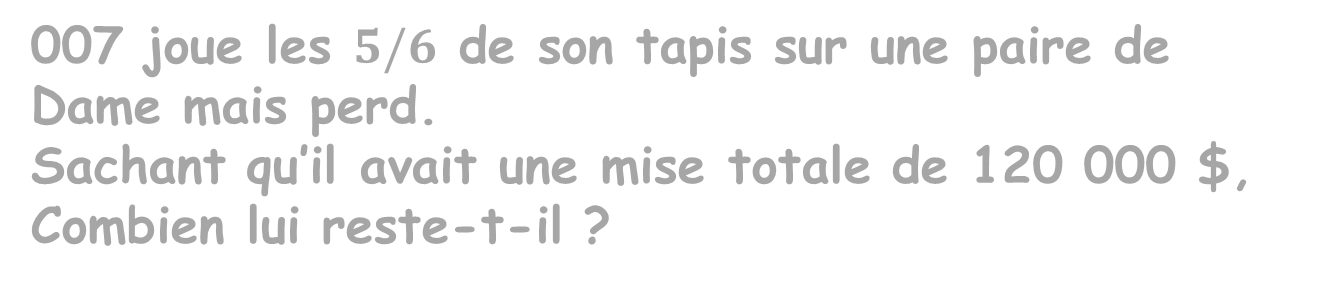 007 joue les 5/6 de son tapis sur une paire de
Dame mais perd.
Sachant qu'il avait une mise totale de 120 000 $,
Combien lui reste-t-il ?